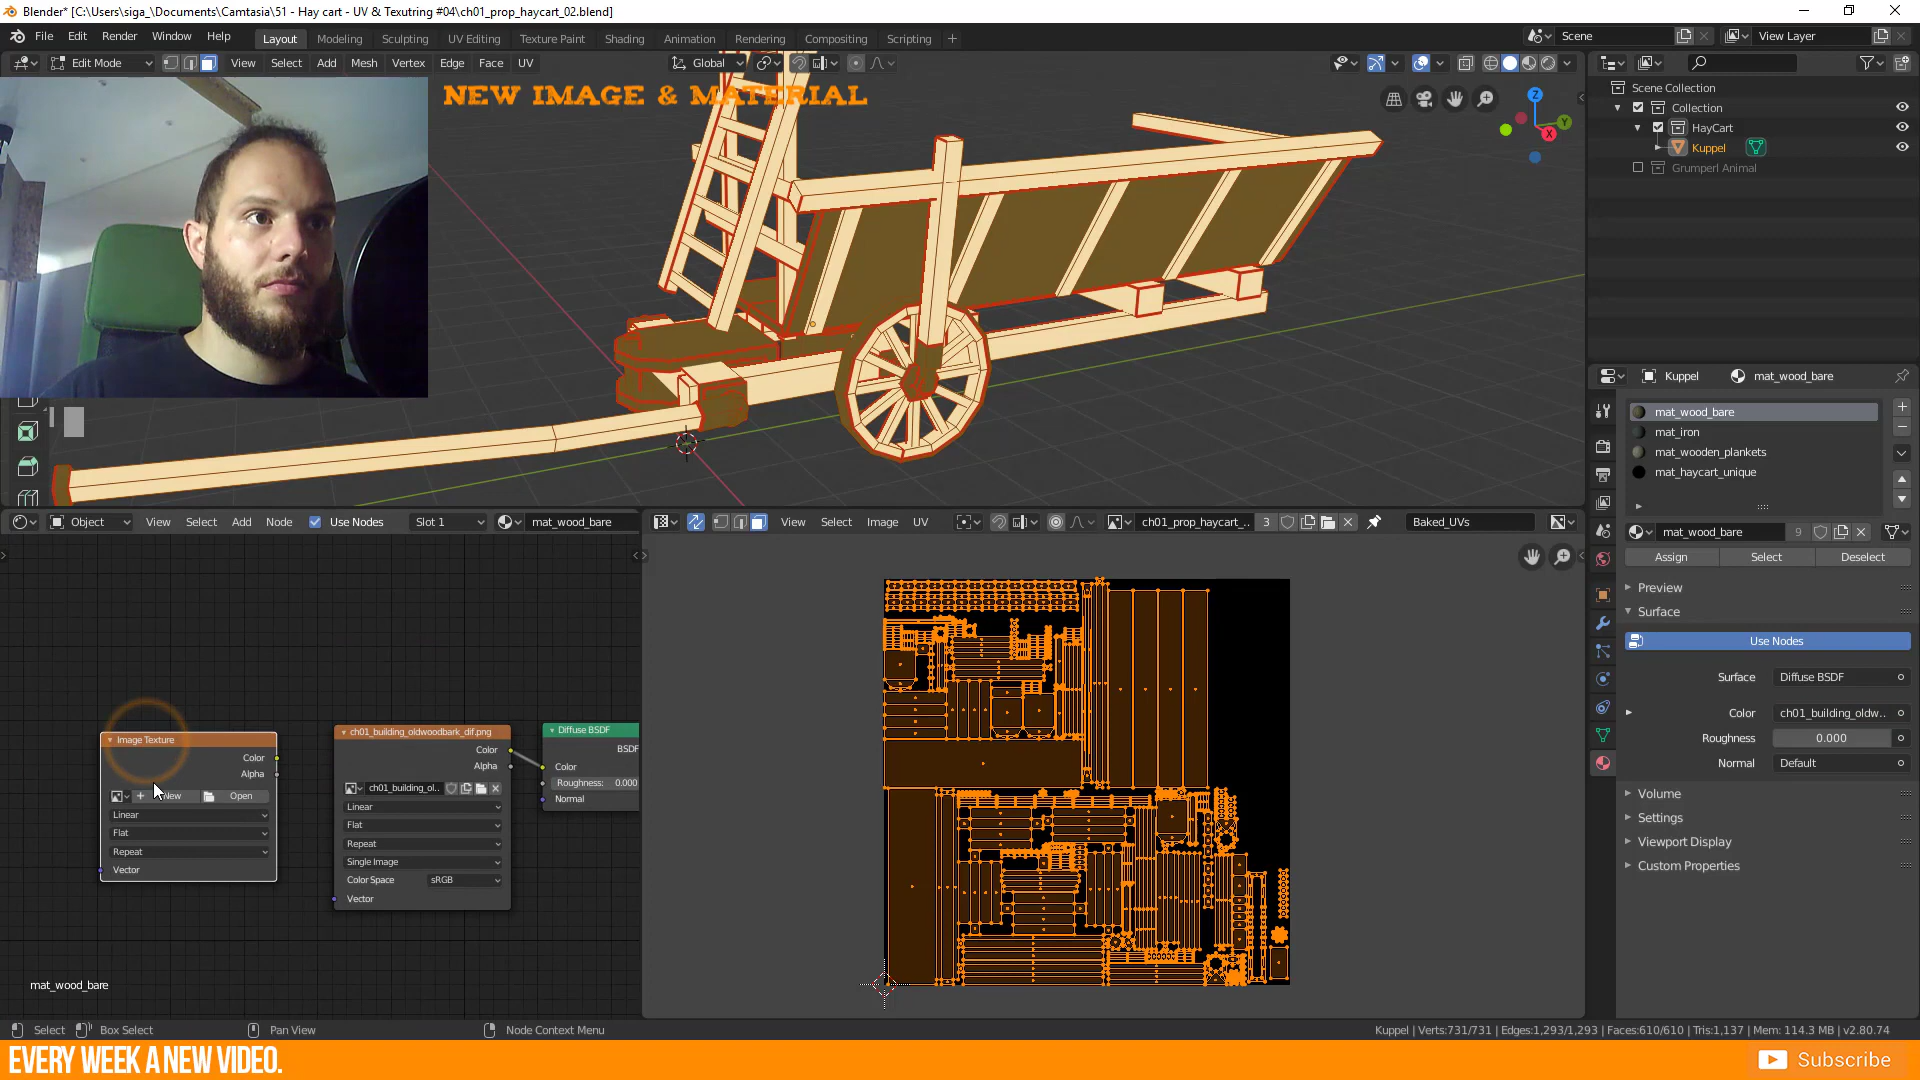 Blender* [C:\Users\siga_\Documents\Camtasia\51 - Hay cart - UV & Texutring #04\ch01_prop_haycart_02.blend]
File Edit Render Window Help Layout Modeling Sculpting UV Editing Texture Paint Shading Animation Rendering Compositing Scripting + Scene View Layer
Edit Mode View Select Add Mesh Vertex Edge Face UV Global
NEW IMAGE & MATERIAL
Scene Collection
Collection
HayCart
Kuppel
Grumperl Animal
Z
Y
X
Kuppel mat_wood_bare
mat_wood_bare
mat_iron
mat_wooden_plankets
mat_haycart_unique
mat_wood_bare 9
Assign Select Deselect
Preview
Surface
Use Nodes
Surface Diffuse BSDF
Color ch01_building_oldw..
Roughness 0.000
Normal Default
Volume
Settings
Viewport Display
Custom Properties
Object View Select Add Node Use Nodes Slot 1 mat_wood_bare
View Select Image UV ch01_prop_haycart_.. 3 Baked_UVs
Image Texture
Color
Alpha
New Open
Linear
Flat
Repeat
Vector
ch01_building_oldwoodbark_dif.png
Color
Alpha
ch01_building_ol..
Linear
Flat
Repeat
Single Image
Color Space sRGB
Vector
Diffuse BSDF
BSDF
Color
Roughness: 0.000
Normal
mat_wood_bare
Select Box Select Pan View Node Context Menu
Kuppel | Verts:731/731 | Edges:1,293/1,293 | Faces:610/610 | Tris:1,137 | Mem: 114.3 MB | v2.80.74
EVERY WEEK A NEW VIDEO.
Subscribe